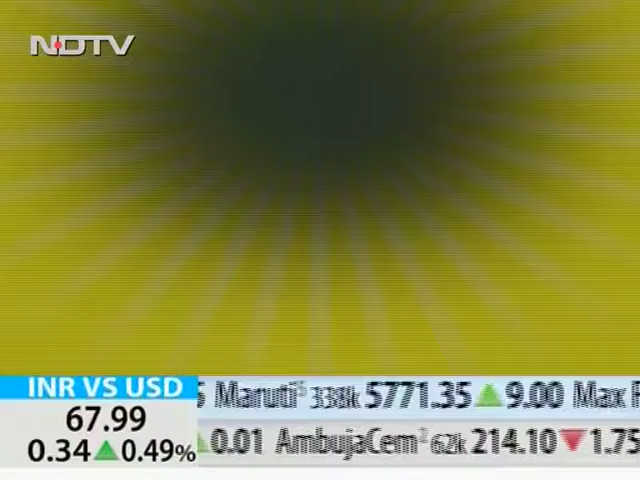 NDTV
INR VS USD
67.99
0.34 ▲ 0.49%
Maruti 338k 5771.35 ▲ 9.00 Max
▲ 0.01 AmbujaCem² 62k 214.10 ▼ 1.75